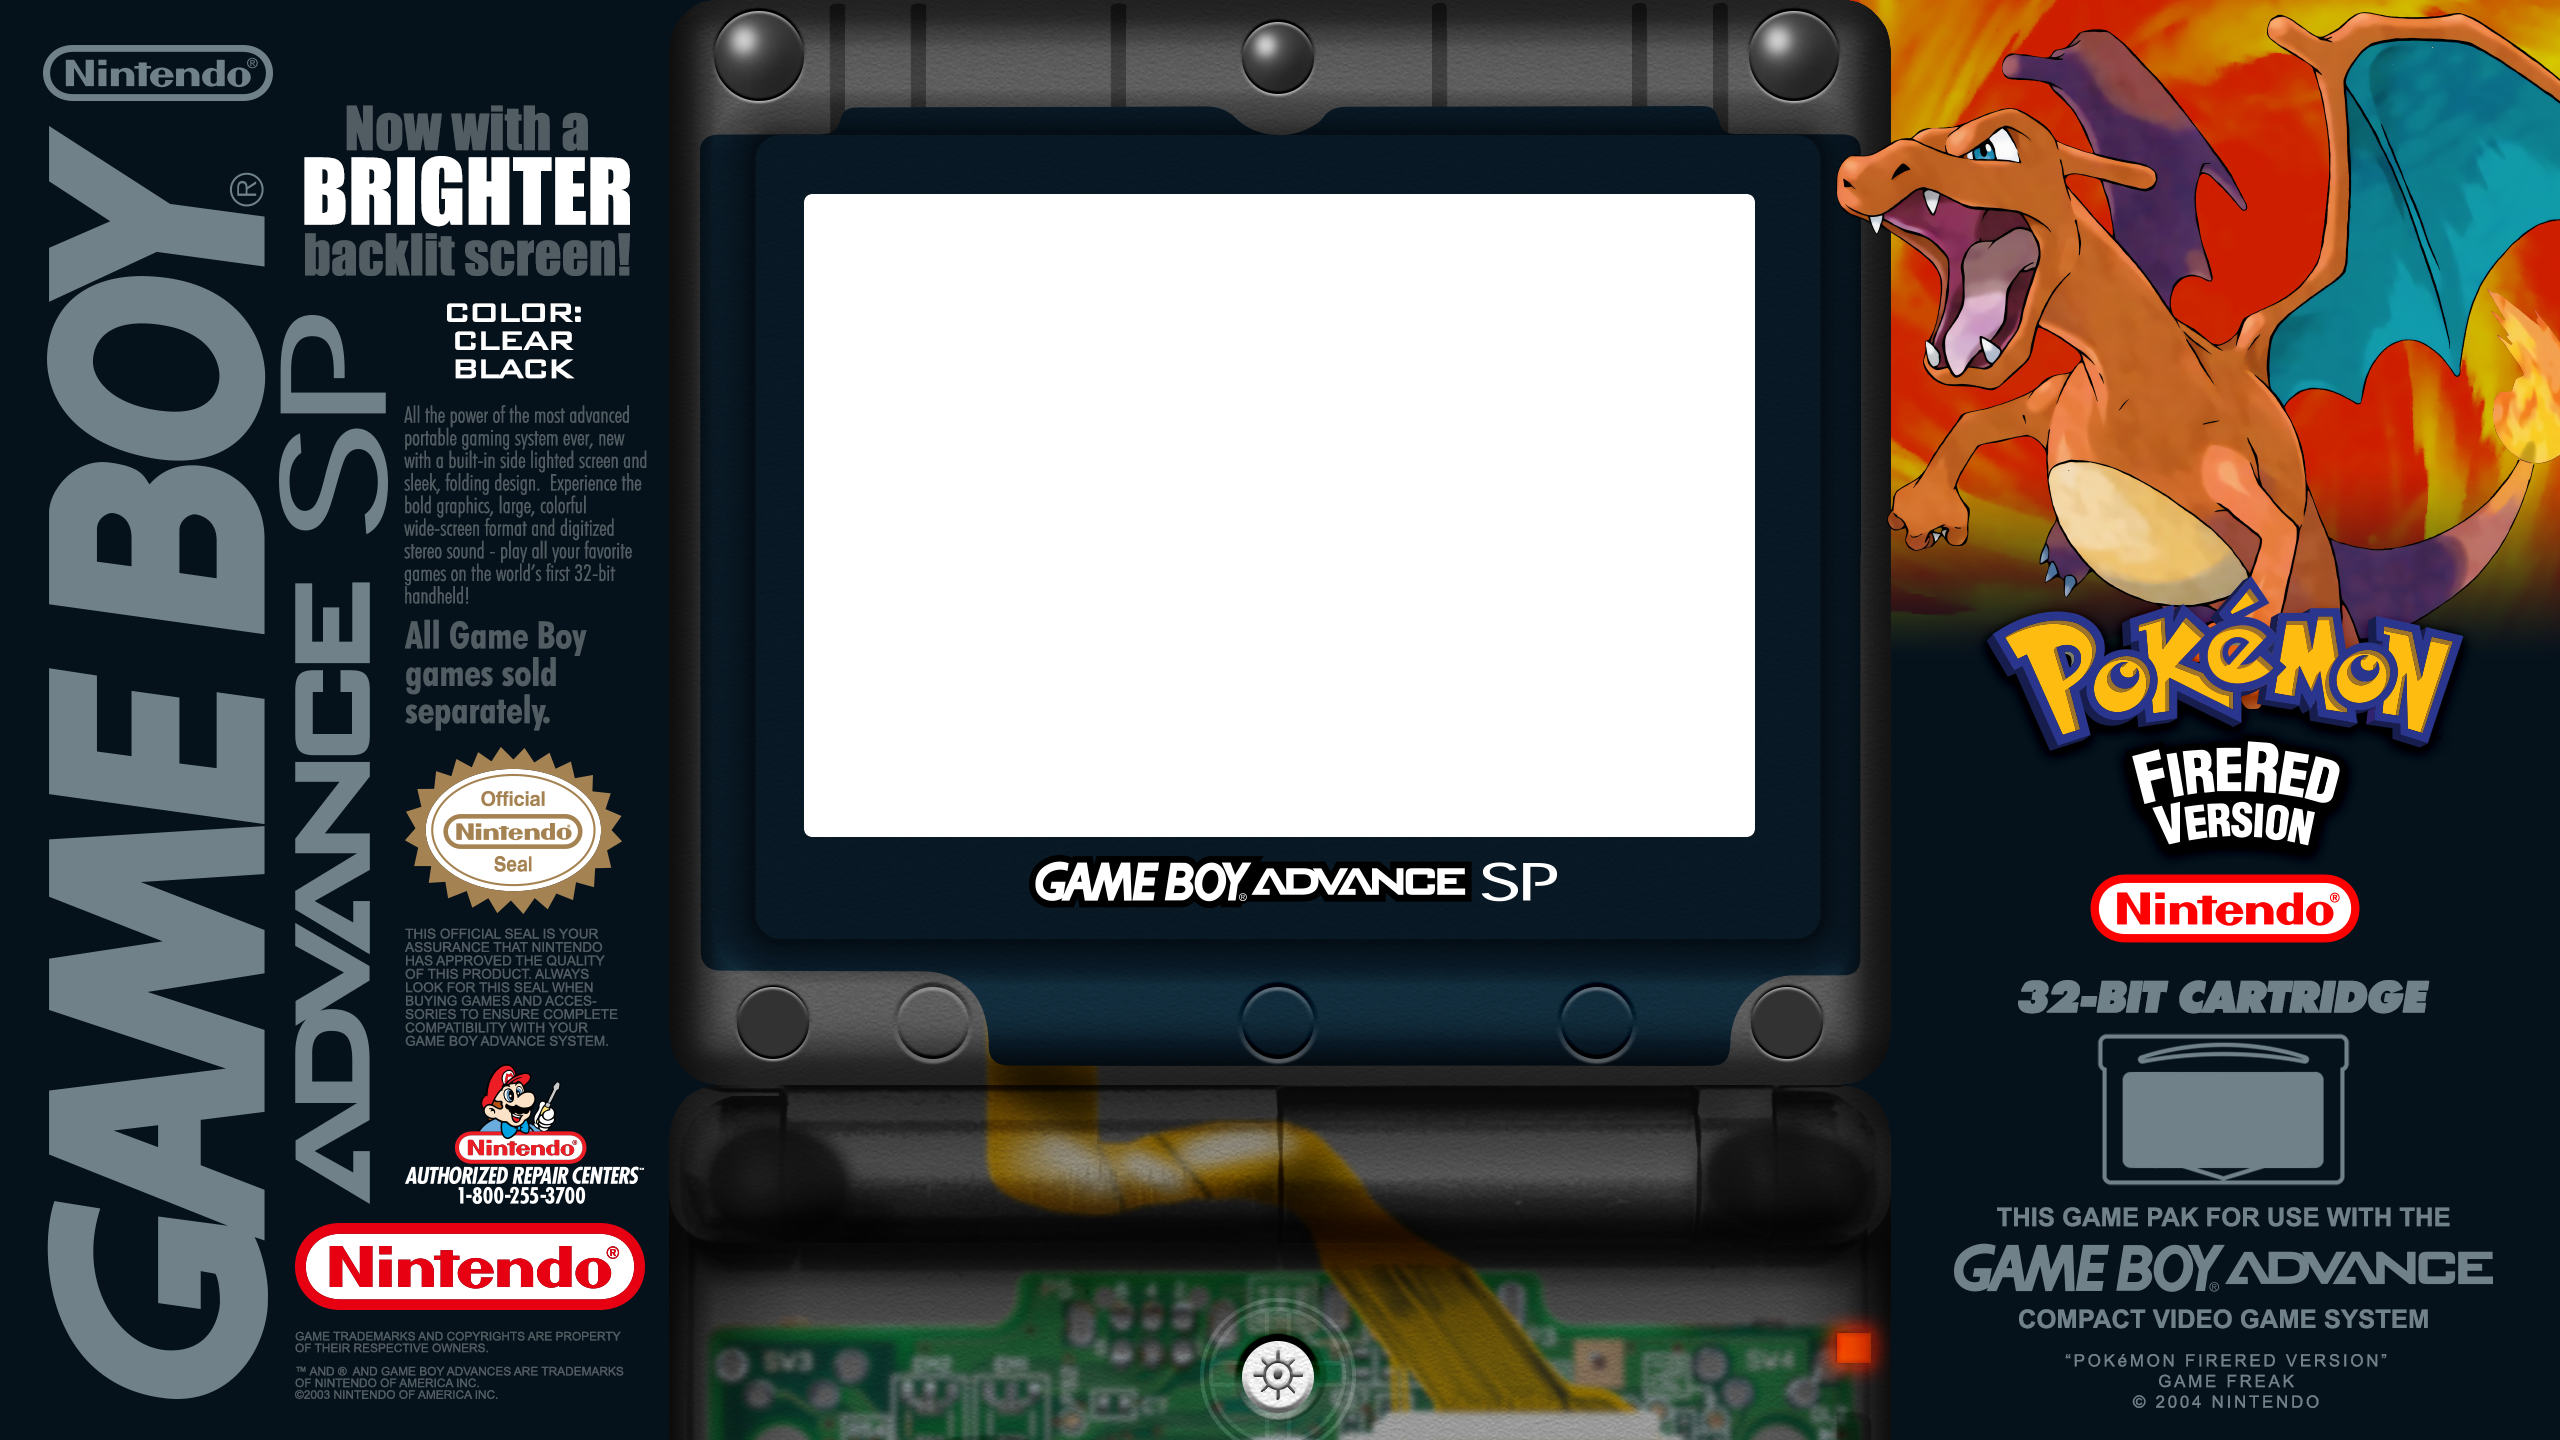 Nintendo®
GAME BOY®
ADVANCE SP
Now with a
BRIGHTER
backlit screen!
COLOR:
CLEAR
BLACK
All the power of the most advanced
portable gaming system ever, new
with a built-in side lighted screen and
sleek, folding design. Experience the
bold graphics, large, colorful
wide-screen format and digitized
stereo sound - play all your favorite
games on the world's first 32-bit
handheld!
All Game Boy
games sold
separately.
Official
Nintendo
Seal
THIS OFFICIAL SEAL IS YOUR
ASSURANCE THAT NINTENDO
HAS APPROVED THE QUALITY
OF THIS PRODUCT. ALWAYS
LOOK FOR THIS SEAL WHEN
BUYING GAMES AND ACCES-
SORIES TO ENSURE COMPLETE
COMPATIBILITY WITH YOUR
GAME BOY ADVANCE SYSTEM.
Nintendo®
AUTHORIZED REPAIR CENTERS™
1-800-255-3700
Nintendo®
GAME TRADEMARKS AND COPYRIGHTS ARE PROPERTY
OF THEIR RESPECTIVE OWNERS.
™ AND ® AND GAME BOY ADVANCES ARE TRADEMARKS
OF NINTENDO OF AMERICA INC.
©2003 NINTENDO OF AMERICA INC.
GAME BOY® ADVANCE SP
POKéMON
FIRERED
VERSION
Nintendo®
32-BIT CARTRIDGE
THIS GAME PAK FOR USE WITH THE
GAME BOY® ADVANCE
COMPACT VIDEO GAME SYSTEM
“POKéMON FIRERED VERSION”
GAME FREAK
© 2004 NINTENDO